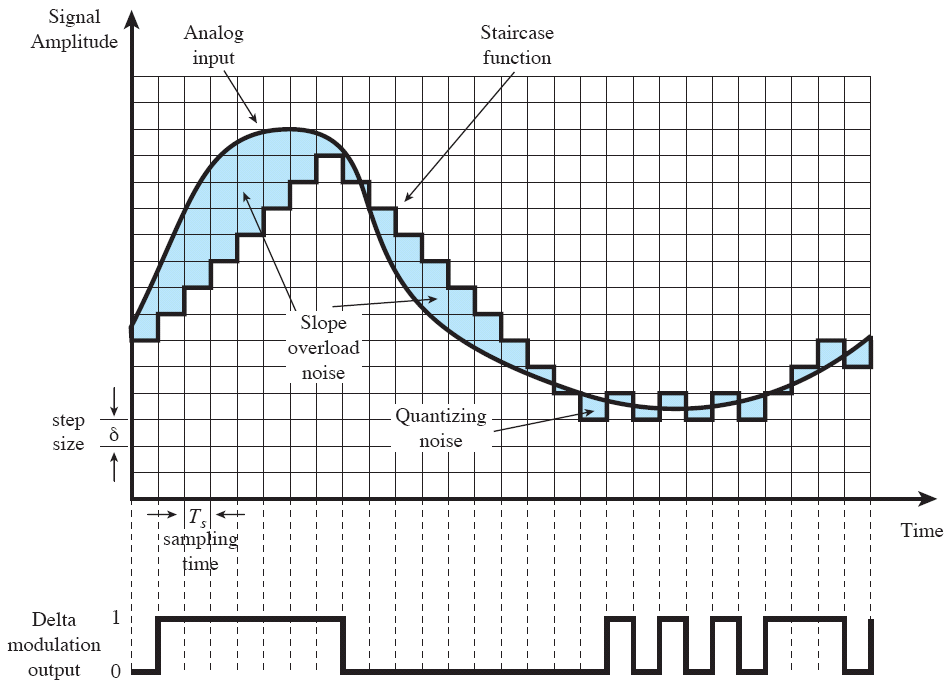 Signal
Amplitude
Analog
input
Staircase
function
Slope
overload
noise
Quantizing
noise
step
size
δ
Ts
sampling
time
Time
Delta
modulation
output
1
0